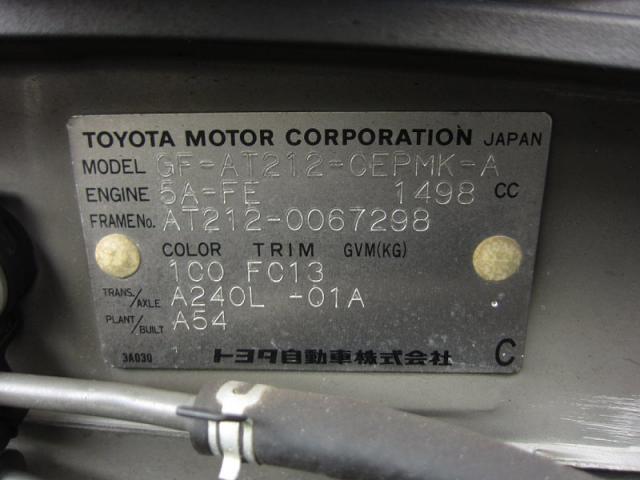 TOYOTA MOTOR CORPORATION JAPAN
MODEL GF-AT212-CEPMK-A
ENGINE 5A-FE 1498 CC
FRAME No. AT212-0067298
COLOR TRIM GVM(KG)
1C0 FC13
TRANS./AXLE A240L -01A
PLANT/BUILT A54
3A030 トヨタ自動車株式会社 C